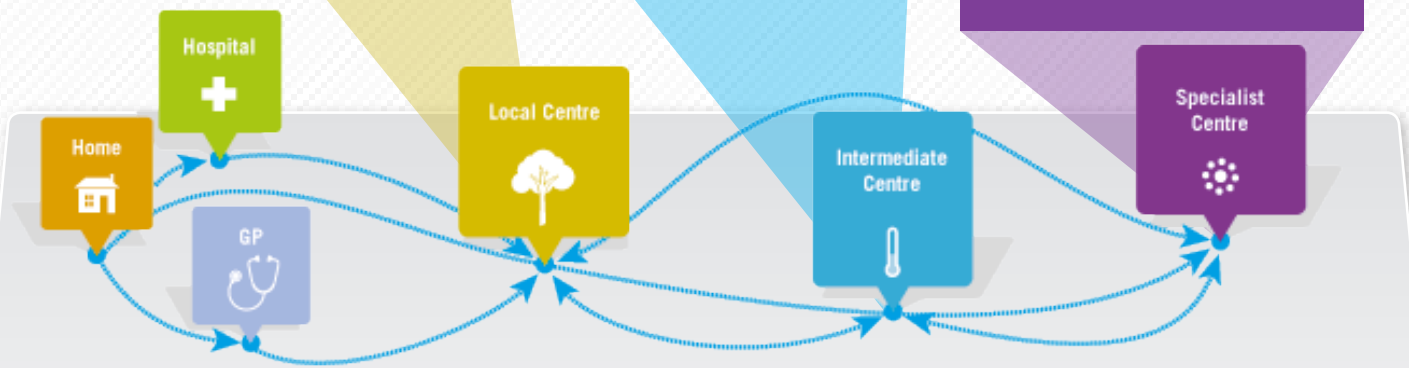 Hospital
Home
GP
Local Centre
Intermediate
Centre
Specialist
Centre